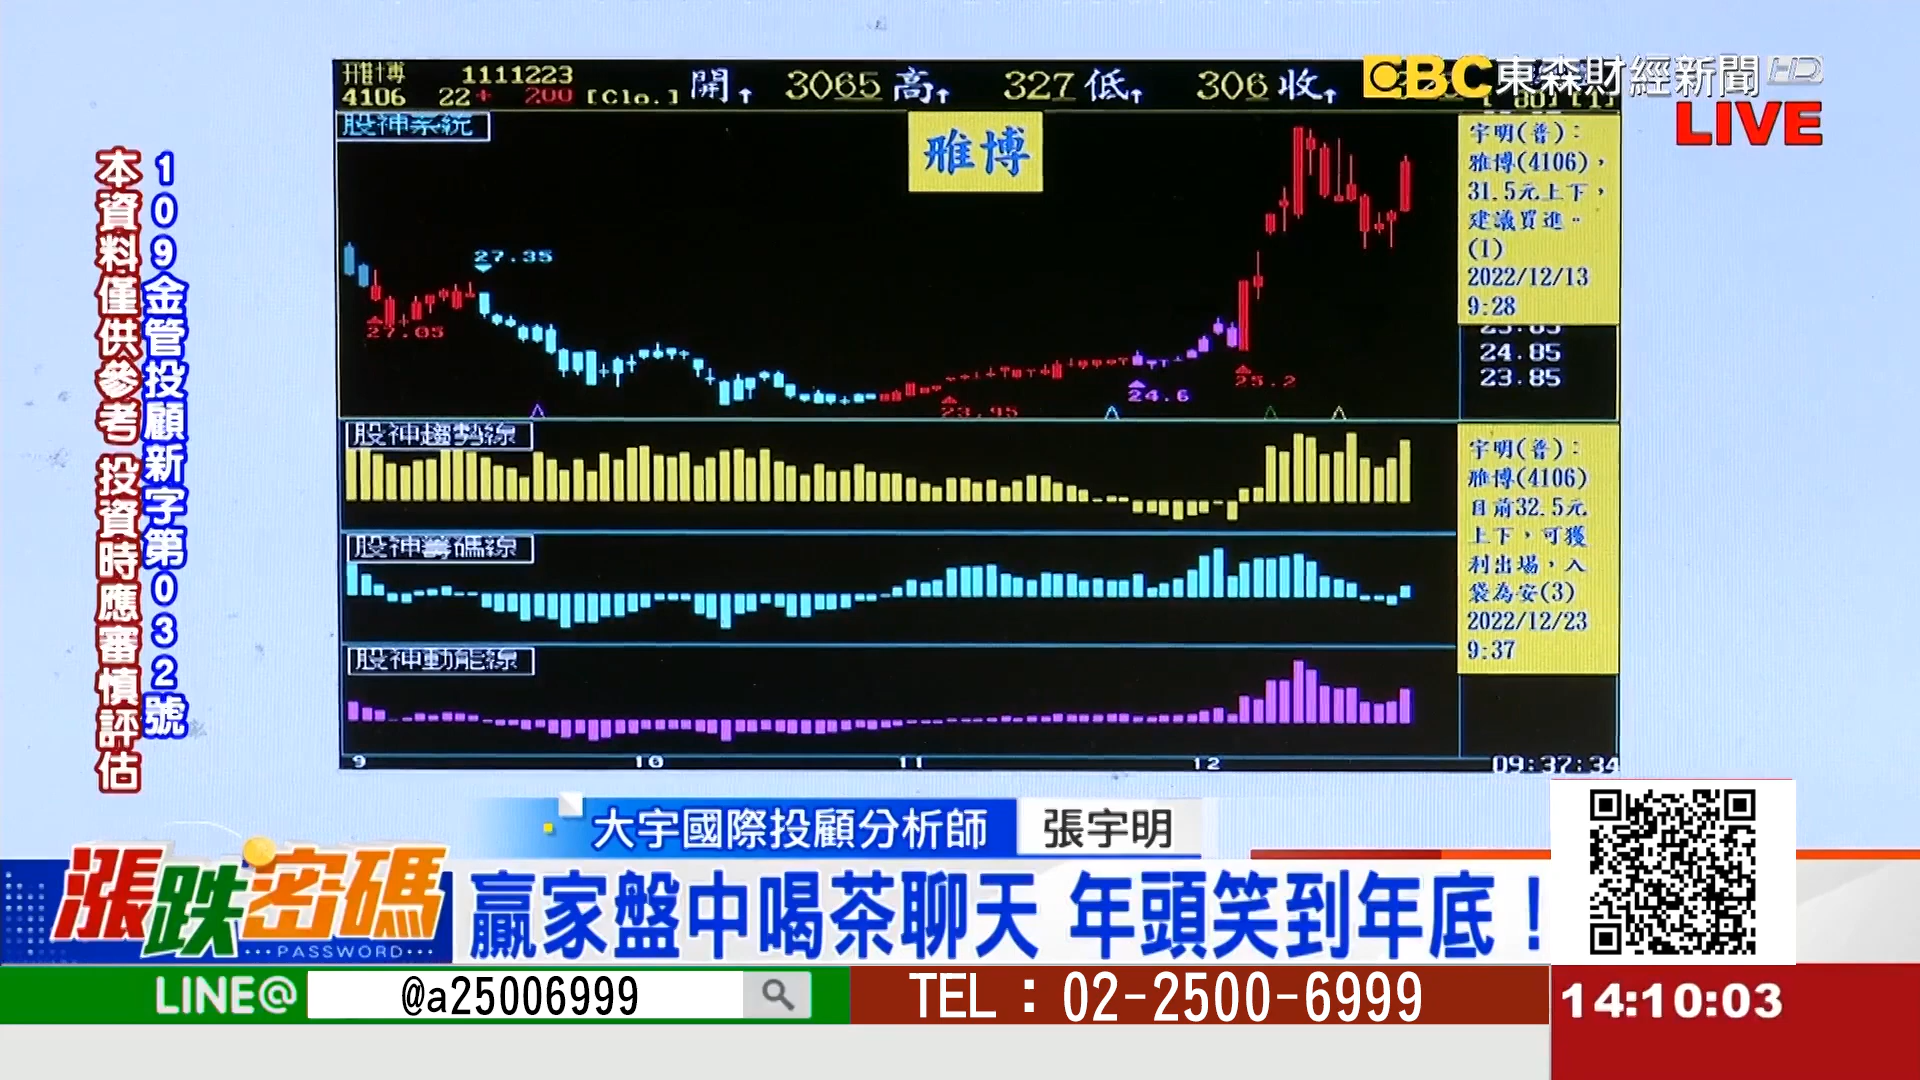 雅博 1111223
4106 22+ 200 [Clo.] 開↑ 3065 高↑ 327 低↑ 306 收↑
EBC 東森財經新聞 HD
LIVE
股神系統
雅博
27.35
27.05
23.95
24.6
25.2
宇明(普):
雅博(4106),
31.5元上下,
建議買進。
(1)
2022/12/13
9:28
24.85
23.85
股神趨勢線
宇明(普):
雅博(4106)
目前32.5元
上下,可獲
利出場,入
袋為安(3)
2022/12/23
9:37
股神籌碼線
股神動能線
9 10 11 12 09:37:34
109金管投顧新字第032號
本資料僅供參考 投資時應審慎評估
大宇國際投顧分析師 張宇明
漲跌密碼
PASSWORD
贏家盤中喝茶聊天 年頭笑到年底!
LINE@ @a25006999 TEL:02-2500-6999 14:10:03